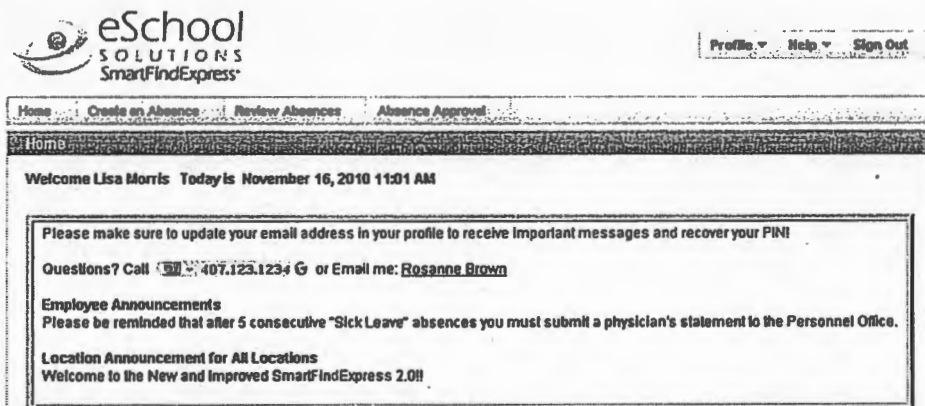 eSchool
SOLUTIONS
SmartFindExpress
Profile Help Sign Out
Home Create an Absence Review Absences Absence Approval
Home
Welcome Lisa Morris Today is November 16, 2010 11:01 AM
Please make sure to update your email address in your profile to receive important messages and recover your PIN!
Questions? Call 407.123.1234 or Email me: Rosanne Brown
Employee Announcements
Please be reminded that after 5 consecutive "Sick Leave" absences you must submit a physician's statement to the Personnel Office.
Location Announcement for All Locations
Welcome to the New and Improved SmartFindExpress 2.0!!